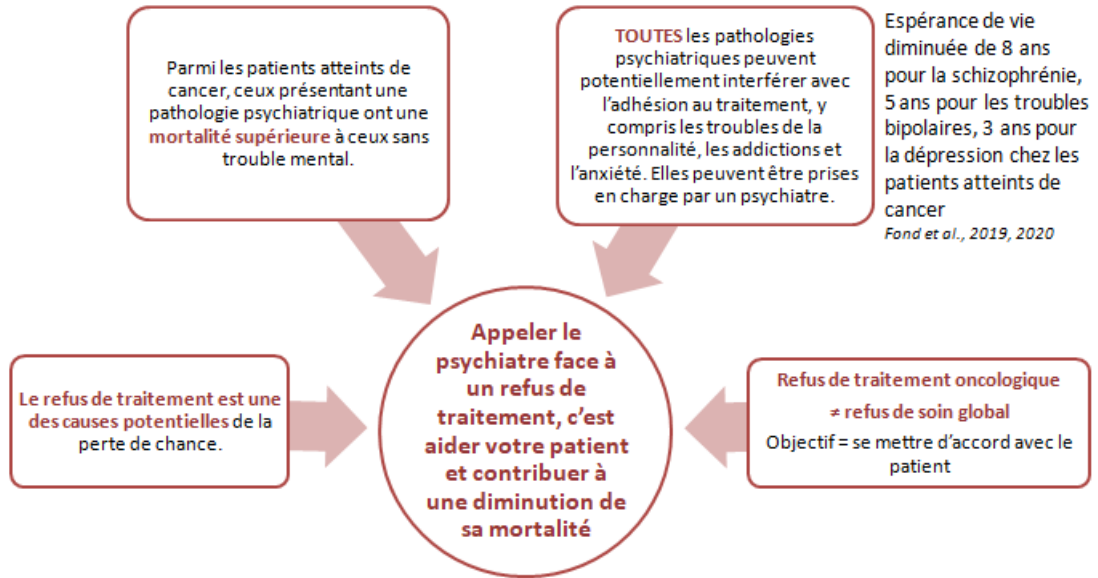 Parmi les patients atteints de
cancer, ceux présentant une
pathologie psychiatrique ont une
mortalité supérieure à ceux sans
trouble mental.
TOUTES les pathologies
psychiatriques peuvent
potentiellement interférer avec
l'adhésion au traitement, y
compris les troubles de la
personnalité, les addictions et
l'anxiété. Elles peuvent être prises
en charge par un psychiatre.
Espérance de vie
diminuée de 8 ans
pour la schizophrénie,
5 ans pour les troubles
bipolaires, 3 ans pour
la dépression chez les
patients atteints de
cancer
Fond et al., 2019, 2020
Le refus de traitement est une
des causes potentielles de la
perte de chance.
Appeler le
psychiatre face à
un refus de
traitement, c'est
aider votre patient
et contribuer à
une diminution de
sa mortalité
Refus de traitement oncologique
≠ refus de soin global
Objectif = se mettre d'accord avec le
patient